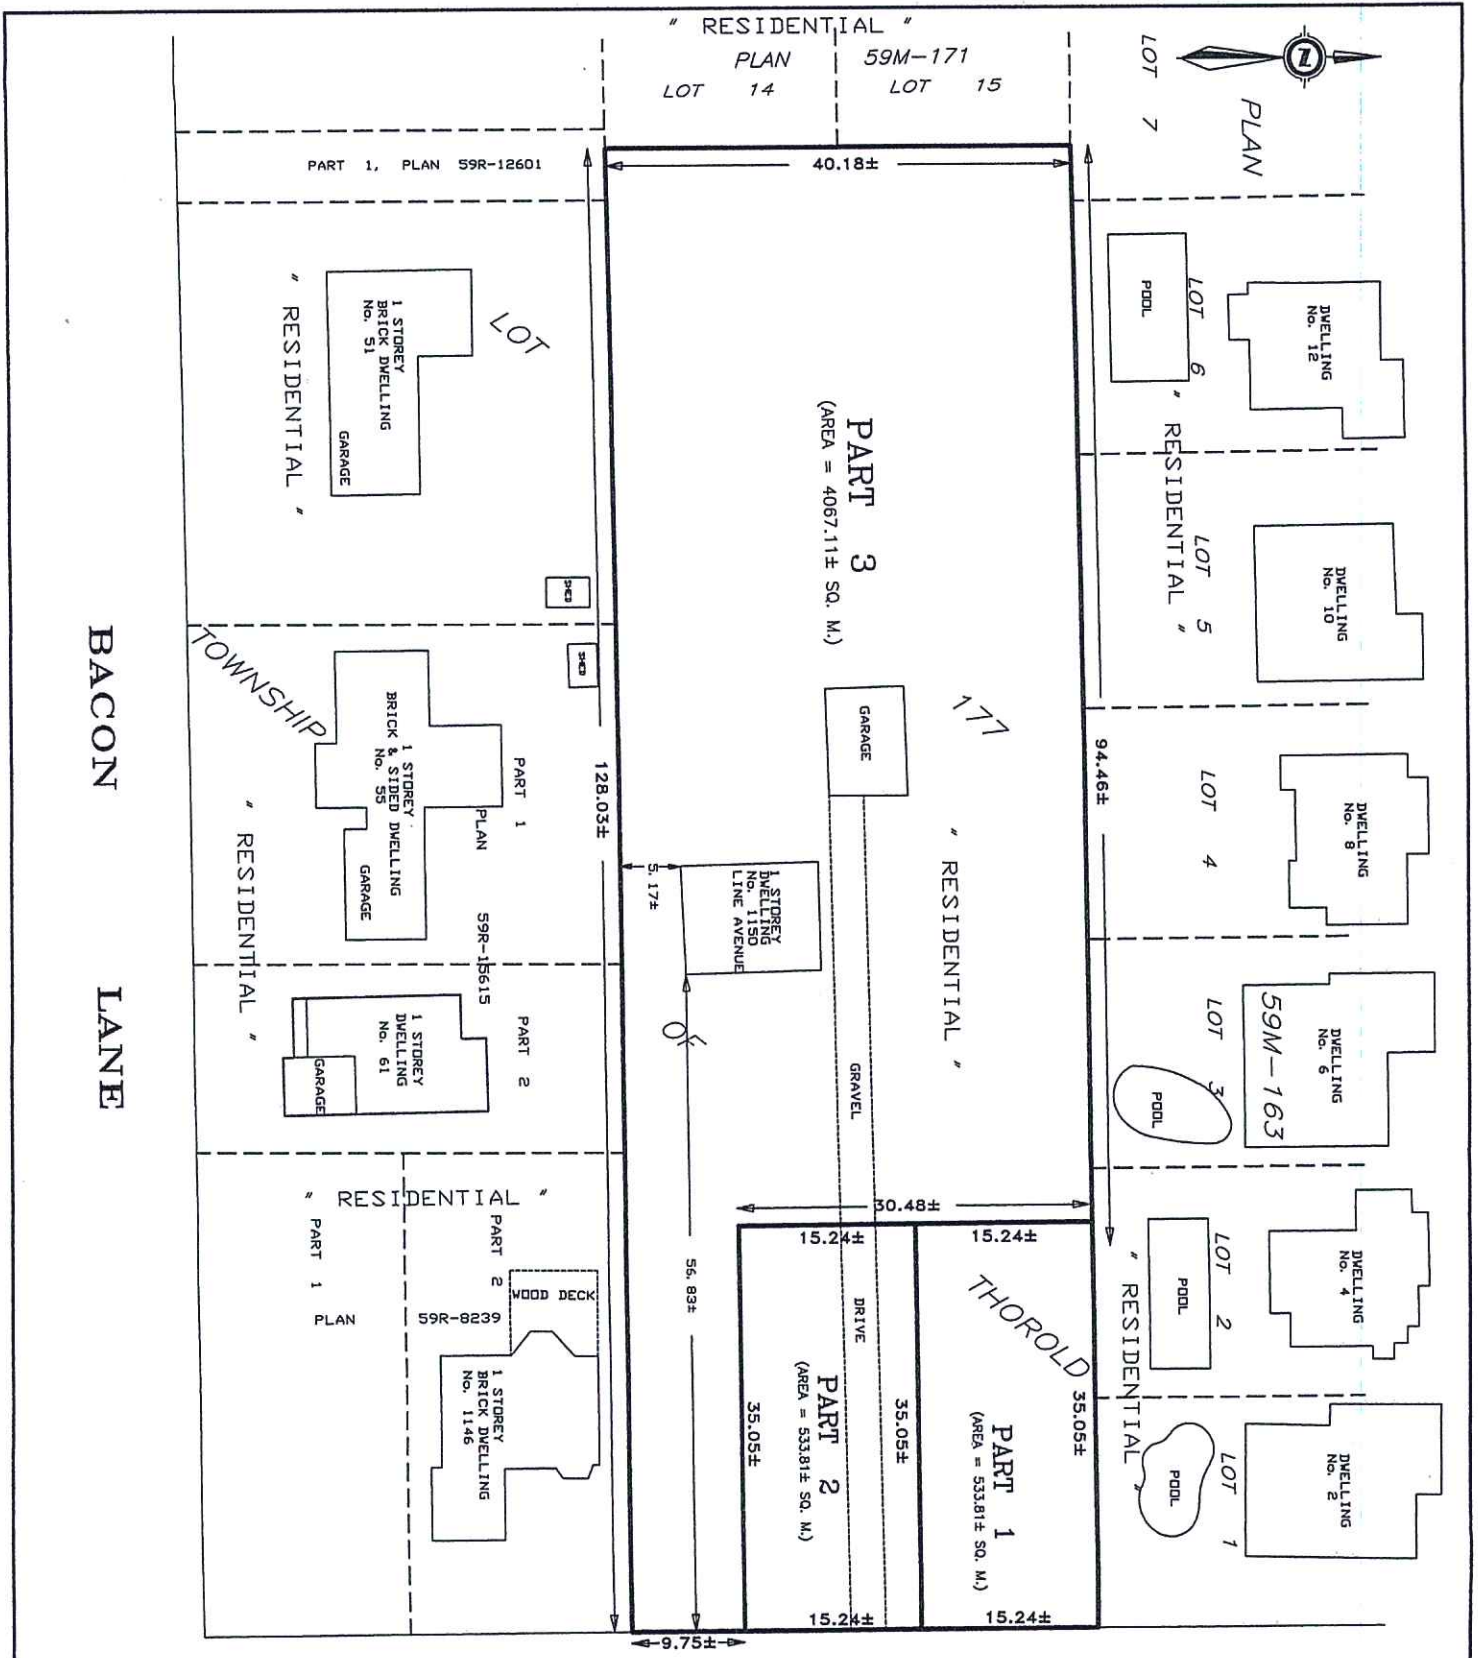 " RESIDENTIAL "
PLAN 59M-171
LOT 14 LOT 15
LOT 7
PLAN
N
PART 1, PLAN 59R-12601
40.18±
LOT
" RESIDENTIAL "
1 STOREY
BRICK DWELLING
No. 51
GARAGE
SHED
SHED
PART 3
(AREA = 4067.11± SQ. M.)
177
GARAGE
" RESIDENTIAL "
POOL
LOT 6
DWELLING
No. 12
" RESIDENTIAL "
LOT 5
DWELLING
No. 10
94.46±
LOT 4
DWELLING
No. 8
LOT 3
59M-163
DWELLING
No. 6
POOL
BACON LANE
TOWNSHIP
1 STOREY
BRICK & SIDED DWELLING
No. 55
GARAGE
PART 1
PLAN 59R-15615
128.03±
" RESIDENTIAL "
5.17±
1 STOREY
DWELLING
No. 1150
LINE AVENUE
OF
GRAVEL DRIVE
1 STOREY
DWELLING
No. 61
GARAGE
PART 2
" RESIDENTIAL "
PART 1
PART 2
PLAN 59R-8239
WOOD DECK
1 STOREY
BRICK DWELLING
No. 1146
56.83±
30.48±
15.24± 15.24±
THOROLD
35.05±
PART 2
(AREA = 533.81± SQ. M.)
35.05±
PART 1
(AREA = 533.81± SQ. M.)
35.05±
15.24± 15.24±
9.75±
" RESIDENTIAL "
LOT 2
POOL
DWELLING
No. 4
LOT 1
POOL
DWELLING
No. 2